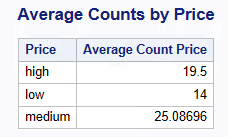 Average Counts by Price
Price Average Count Price
high 19.5
low 14
medium 25.08696